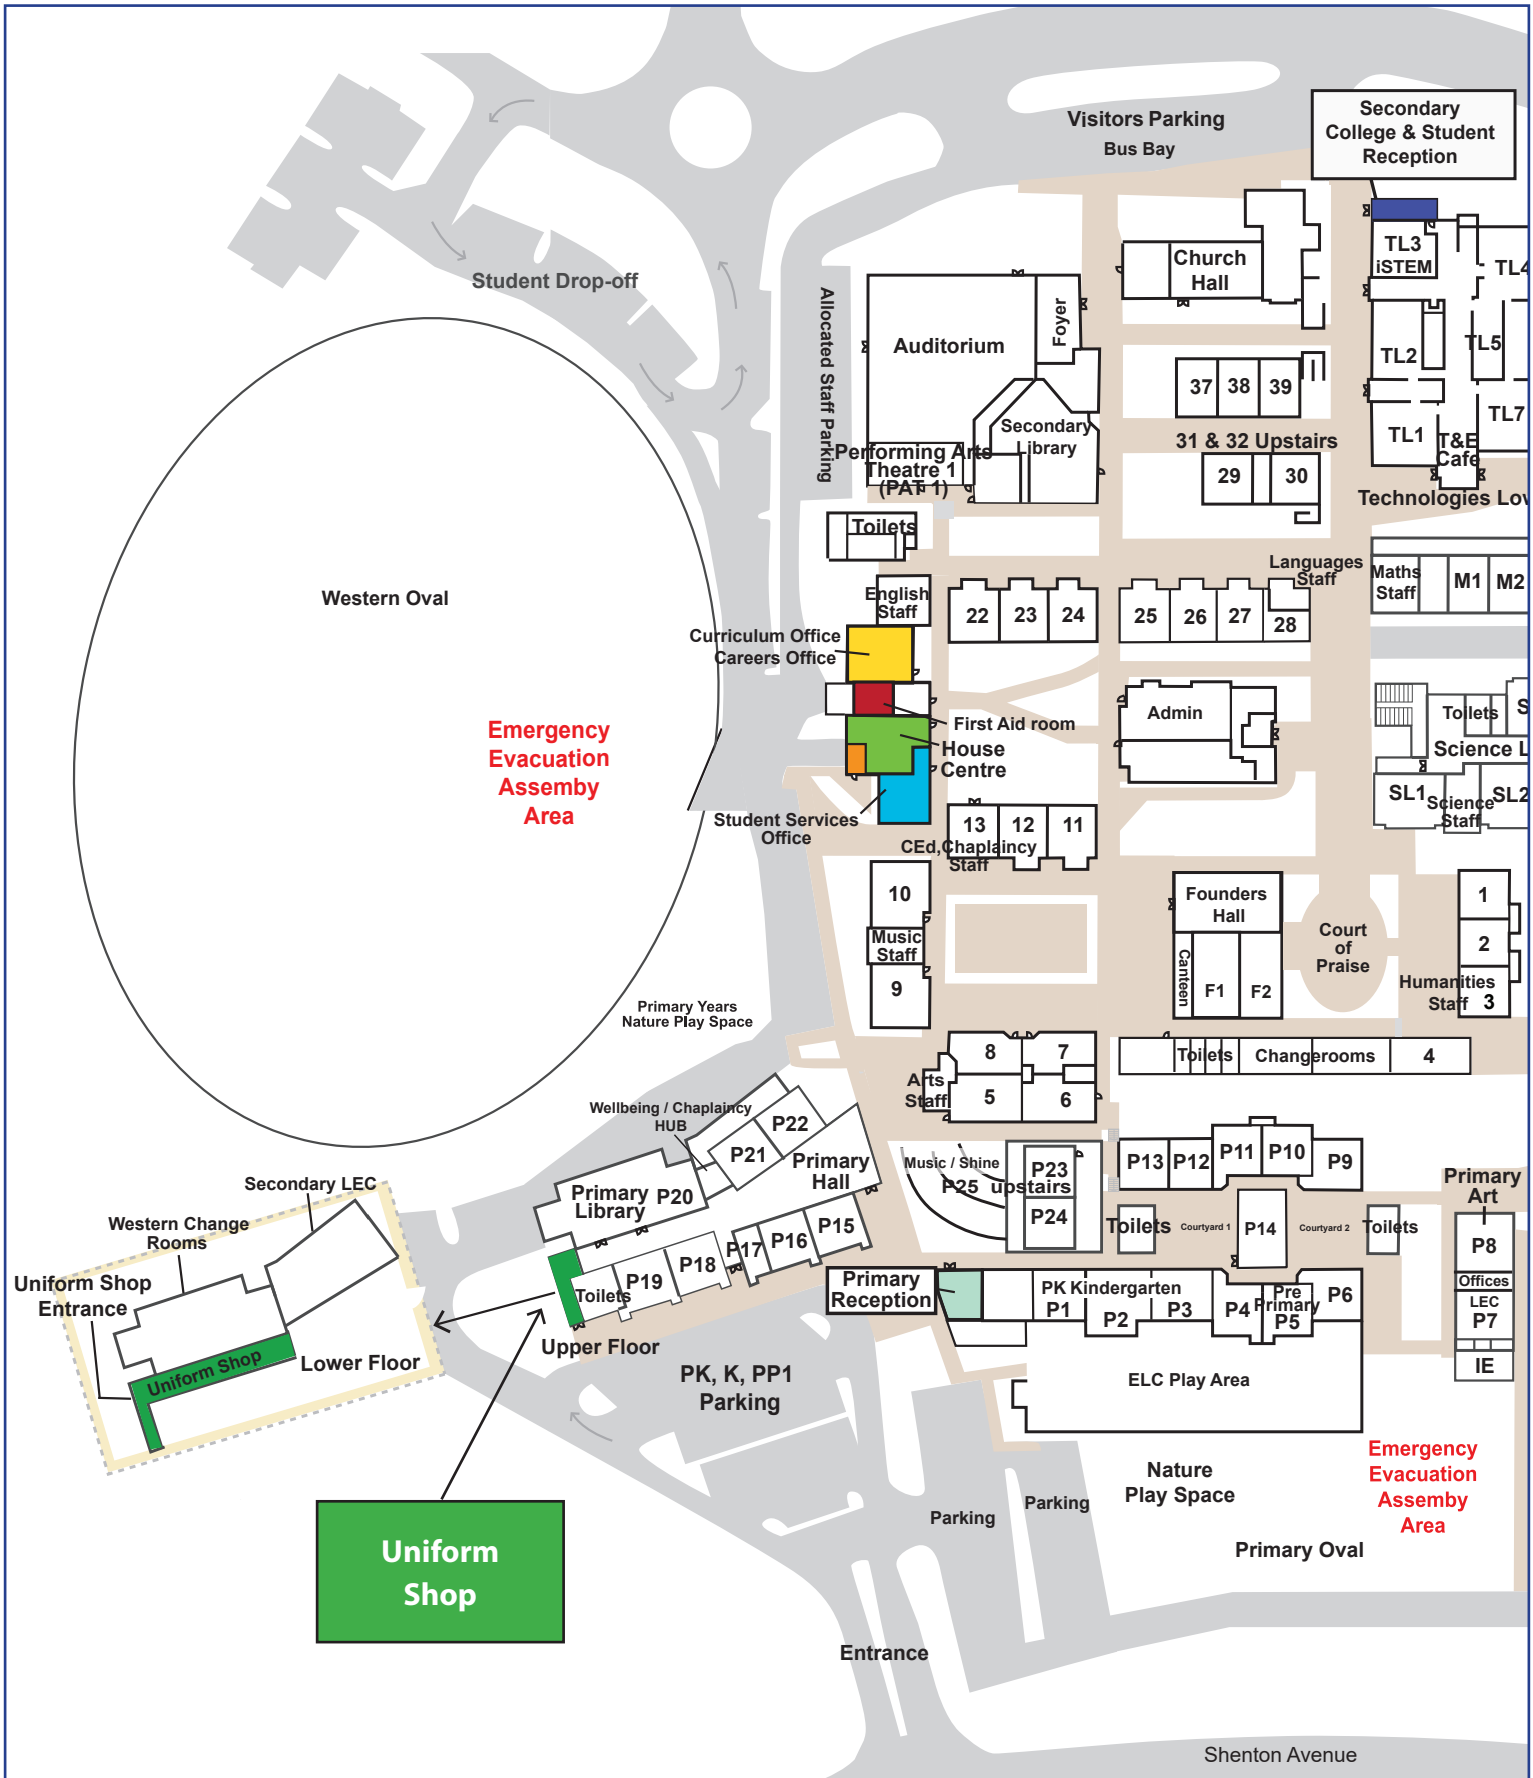 Secondary
College & Student
Reception
Visitors Parking
Bus Bay
TL3
iSTEM
TL4
Church
Hall
Student Drop-off
Allocated Staff Parking
Auditorium
Foyer
TL2
TL5
37
38
39
TL1
TL7
T&E
Cafe
Secondary
Library
31 & 32 Upstairs
Performing Arts
Theatre 1
(PAT 1)
29
30
Technologies Lov
Toilets
Languages
Staff
Maths
Staff
M1
M2
English
Staff
22
23
24
25
26
27
28
Western Oval
Curriculum Office
Careers Office
First Aid room
House
Centre
Admin
Toilets
S
Science L
Emergency
Evacuation
Assemby
Area
SL1
Science
Staff
SL2
Student Services
Office
13
12
11
CEd,Chaplaincy
Staff
10
Music
Staff
9
Founders
Hall
Canteen
F1
F2
Court
of
Praise
1
2
Humanities
Staff
3
Primary Years
Nature Play Space
8
7
Arts
Staff
5
6
Toilets
Changerooms
4
Wellbeing / Chaplaincy
HUB
P22
P21
Primary
Hall
Music / Shine
P25 upstairs
P23
P24
P13
P12
P11
P10
P9
Primary
Art
Secondary LEC
Primary
Library
P20
Western Change
Rooms
P15
P16
P17
P18
P19
Toilets
Toilets
Courtyard 1
P14
Courtyard 2
Toilets
P8
Offices
LEC
P7
IE
Uniform Shop
Entrance
Primary
Reception
PK Kindergarten
P1
P2
P3
P4
Pre
Primary
P5
P6
Upper Floor
Lower Floor
Uniform Shop
PK, K, PP1
Parking
ELC Play Area
Emergency
Evacuation
Assemby
Area
Nature
Play Space
Parking
Parking
Primary Oval
Uniform
Shop
Entrance
Shenton Avenue